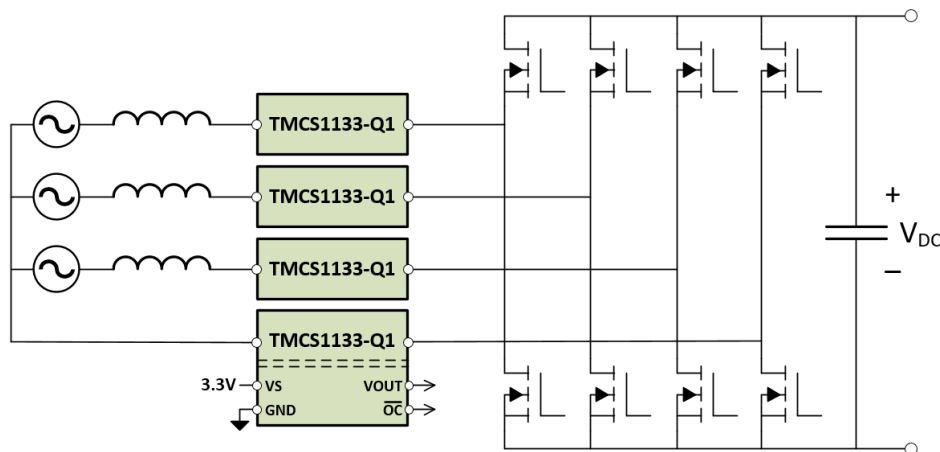 TMCS1133-Q1
TMCS1133-Q1
TMCS1133-Q1
TMCS1133-Q1
3.3V
VS
VOUT
GND
OC
+
VDC
−